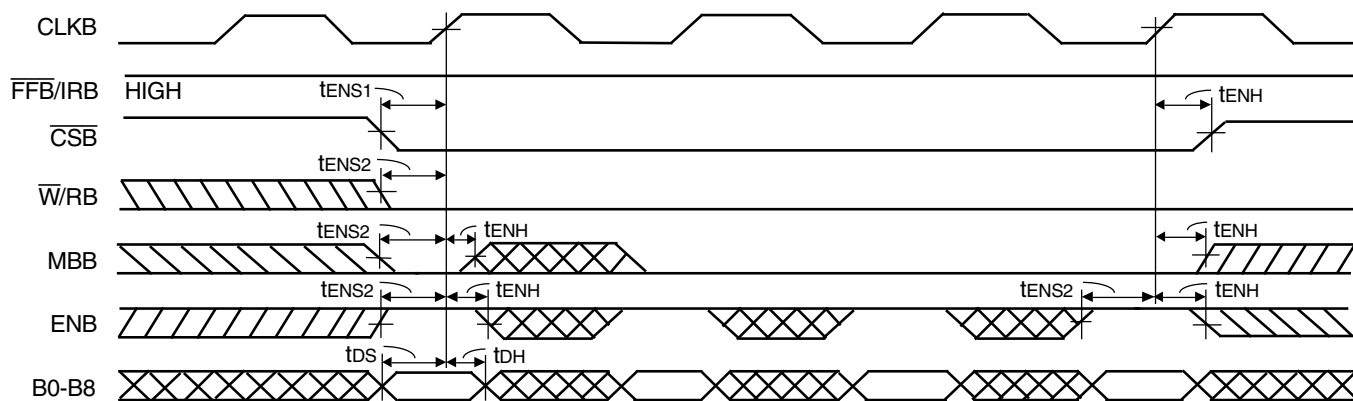 CLKB
FFB/IRB HIGH
tENS1
tENH
CSB
tENS2
W/RB
tENS2
tENH
tENH
MBB
tENS2
tENH
tENS2
tENH
ENB
tDS
tDH
B0-B8